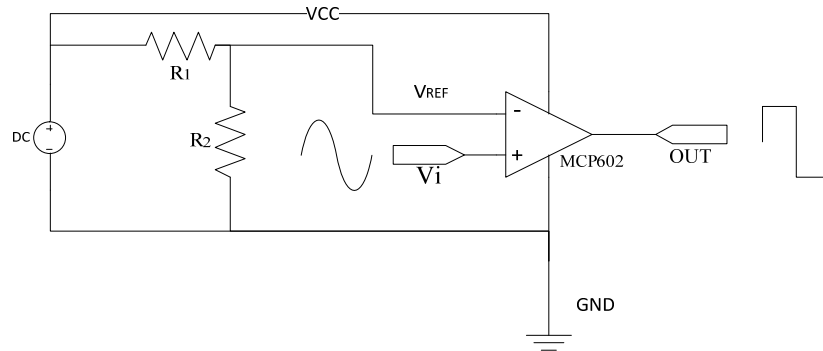 VCC
R1
VREF
-
DC
+
-
R2
Vi
+
MCP602
OUT
GND